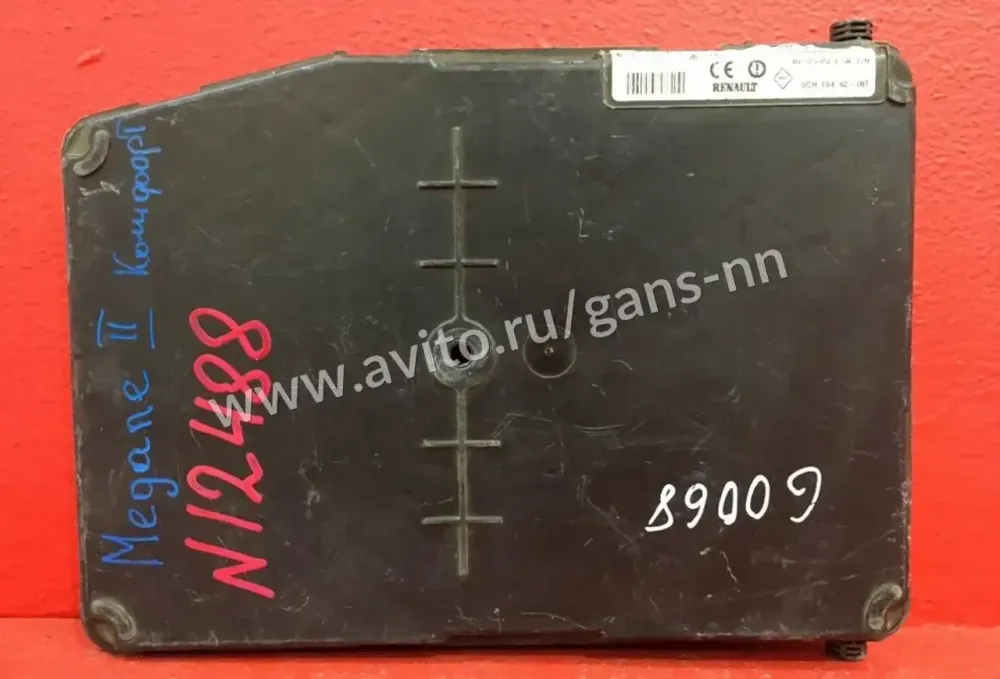 CE
RENAULT
Megane II Комфорт
N12488
www.avito.ru/gans-nn
G0068